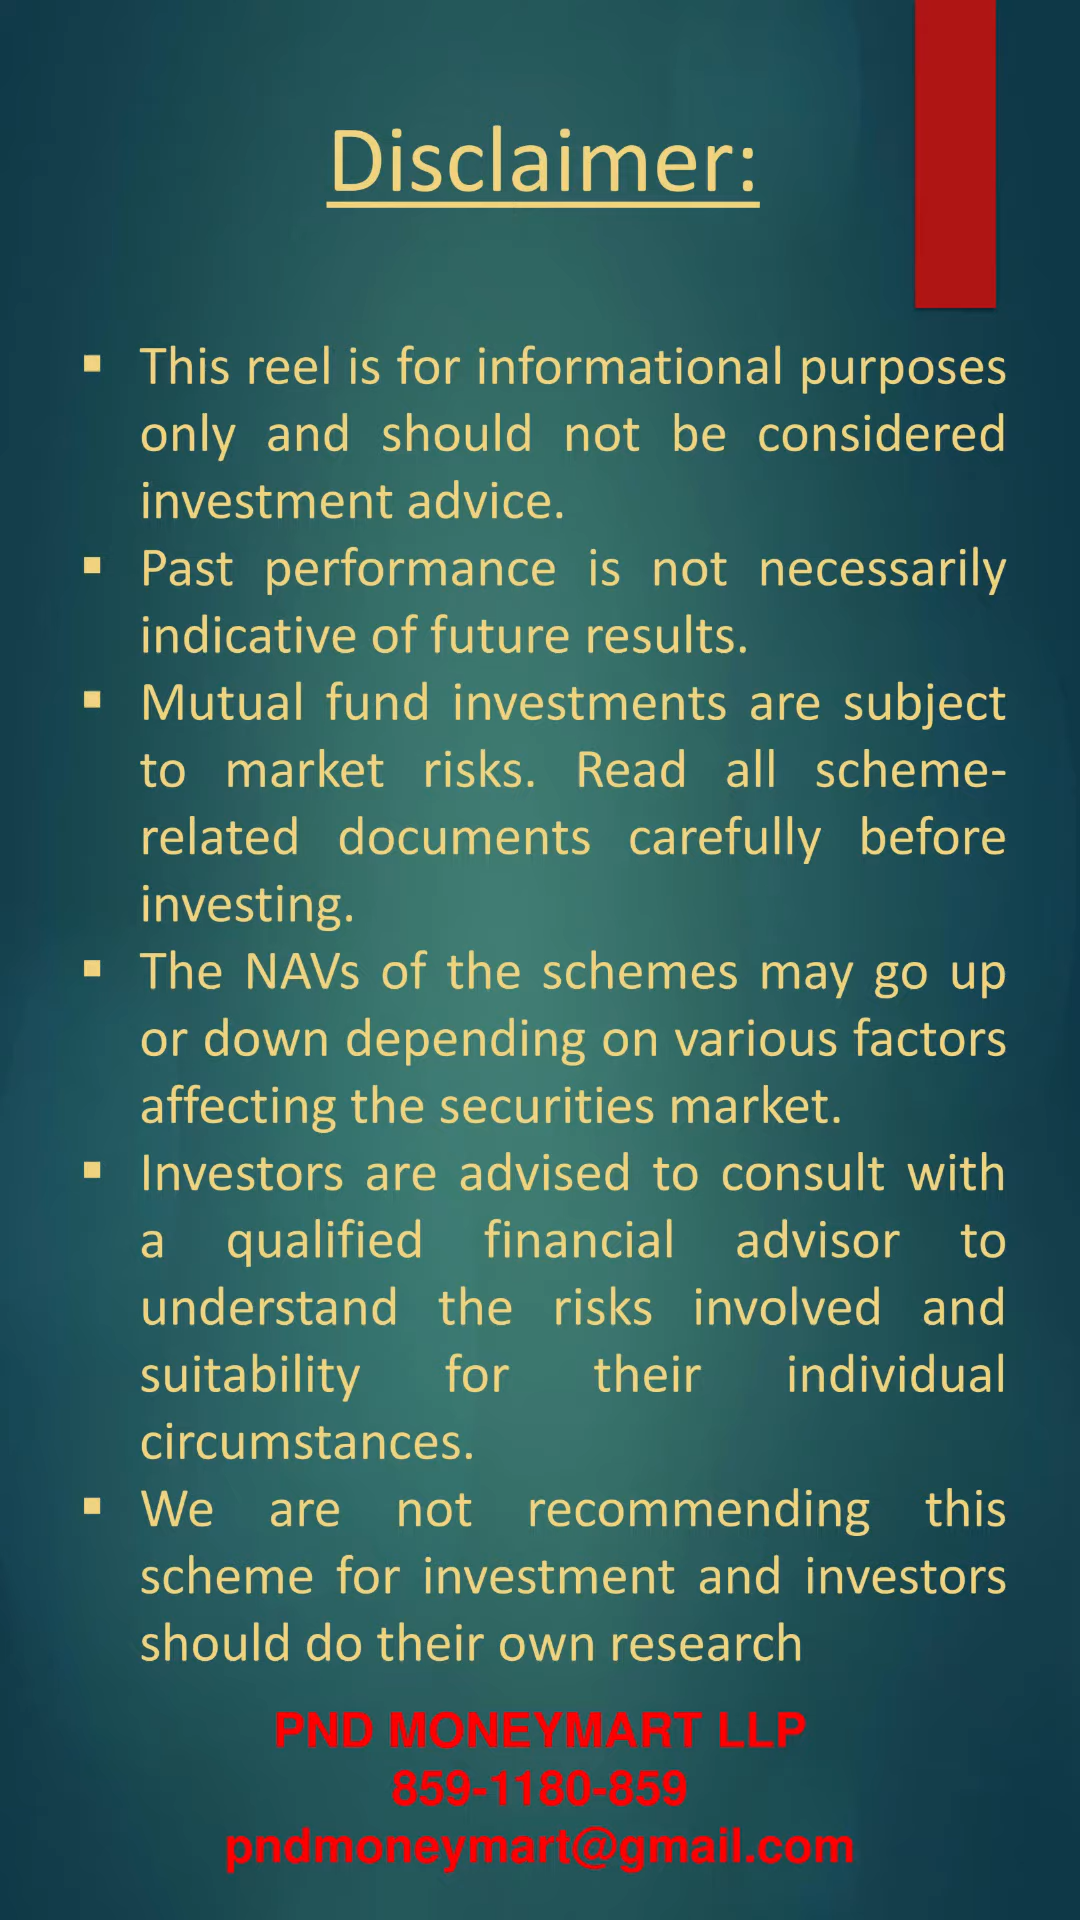 Disclaimer:
▪ This reel is for informational purposes
only and should not be considered
investment advice.
▪ Past performance is not necessarily
indicative of future results.
▪ Mutual fund investments are subject
to market risks. Read all scheme-
related documents carefully before
investing.
▪ The NAVs of the schemes may go up
or down depending on various factors
affecting the securities market.
▪ Investors are advised to consult with
a qualified financial advisor to
understand the risks involved and
suitability for their individual
circumstances.
▪ We are not recommending this
scheme for investment and investors
should do their own research
PND MONEYMART LLP
859-1180-859
pndmoneymart@gmail.com